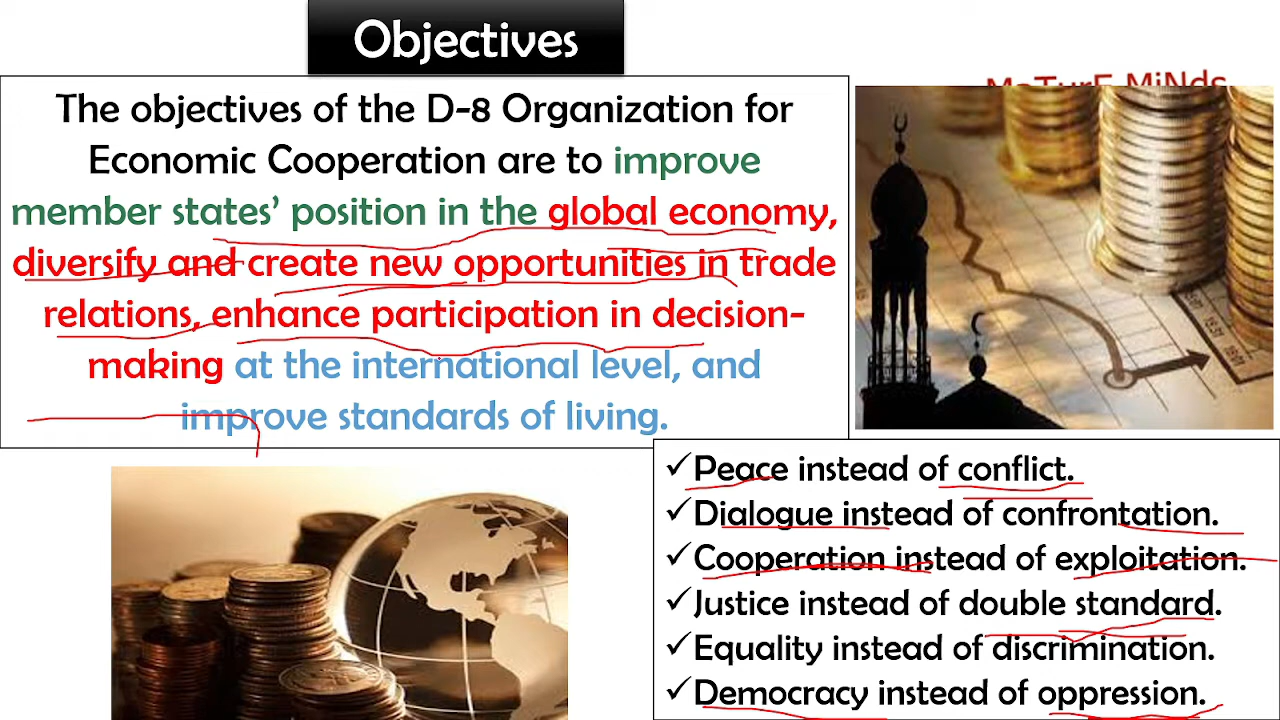 Objectives
MaTurE MiNds
The objectives of the D-8 Organization for
Economic Cooperation are to improve
member states’ position in the global economy,
diversify and create new opportunities in trade
relations, enhance participation in decision-
making at the international level, and
improve standards of living.
✓Peace instead of conflict.
✓Dialogue instead of confrontation.
✓Cooperation instead of exploitation.
✓Justice instead of double standard.
✓Equality instead of discrimination.
✓Democracy instead of oppression.